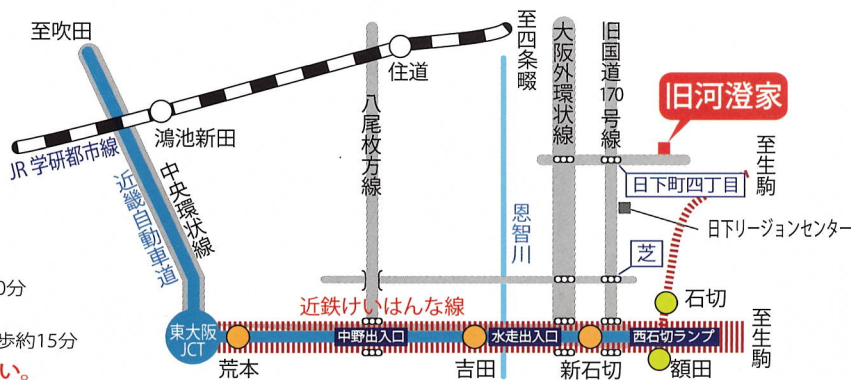 至吹田
至四条畷
大阪外環状線
旧国道170号線
住道
鴻池新田
JR学研都市線
近畿自動車道
中央環状線
八尾枚方線
恩智川
旧河澄家
至生駒
日下町四丁目
日下リージョンセンター
芝
0分
近鉄けいはんな線
石切
歩約15分
い。
東大阪
JCT
荒本
中野出入口
吉田
水走出入口
新石切
西石切ランプ
額田
至生駒